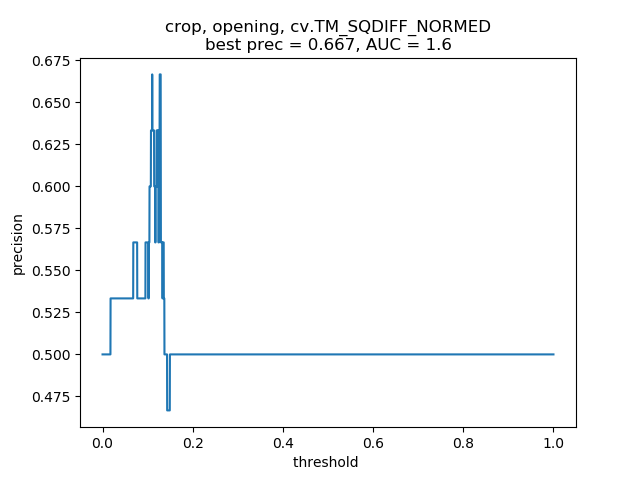 crop, opening, cv.TM_SQDIFF_NORMED
best prec = 0.667, AUC = 1.6
0.675
0.650
0.625
0.600
0.575
0.550
0.525
0.500
0.475
precision
0.0 0.2 0.4 0.6 0.8 1.0
threshold